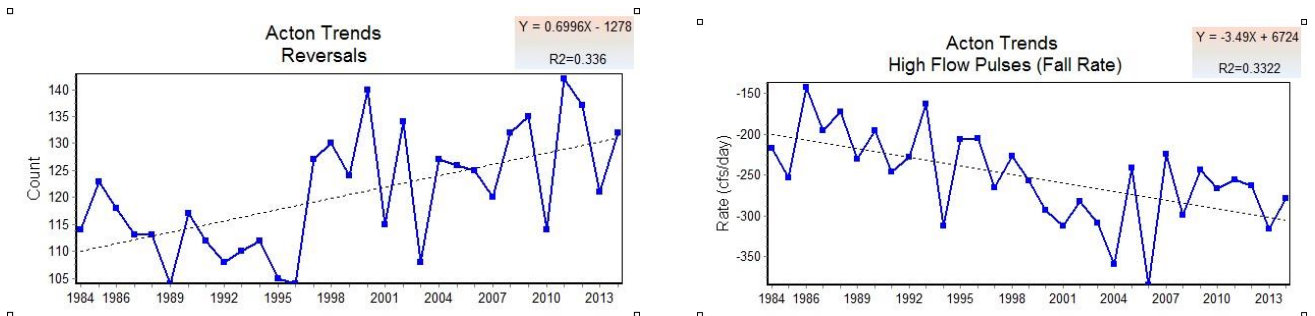 Acton Trends
Reversals
Y = 0.6996X - 1278
R2=0.336
Count
140
135
130
125
120
115
110
105
1984 1986 1989 1992 1995 1998 2001 2004 2007 2010 2013
Acton Trends
High Flow Pulses (Fall Rate)
Y = -3.49X + 6724
R2=0.3322
Rate (cfs/day)
-150
-200
-250
-300
-350
1984 1986 1989 1992 1995 1998 2001 2004 2007 2010 2013